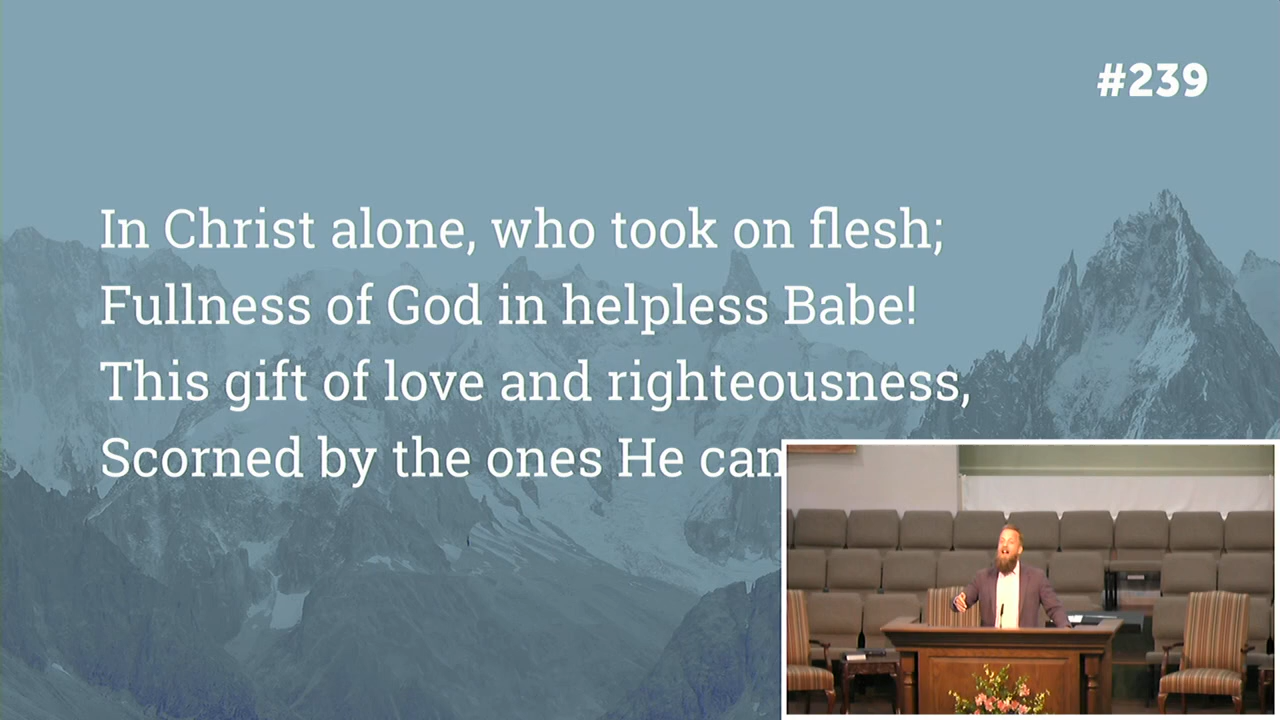 #239
In Christ alone, who took on flesh;
Fullness of God in helpless Babe!
This gift of love and righteousness,
Scorned by the ones He